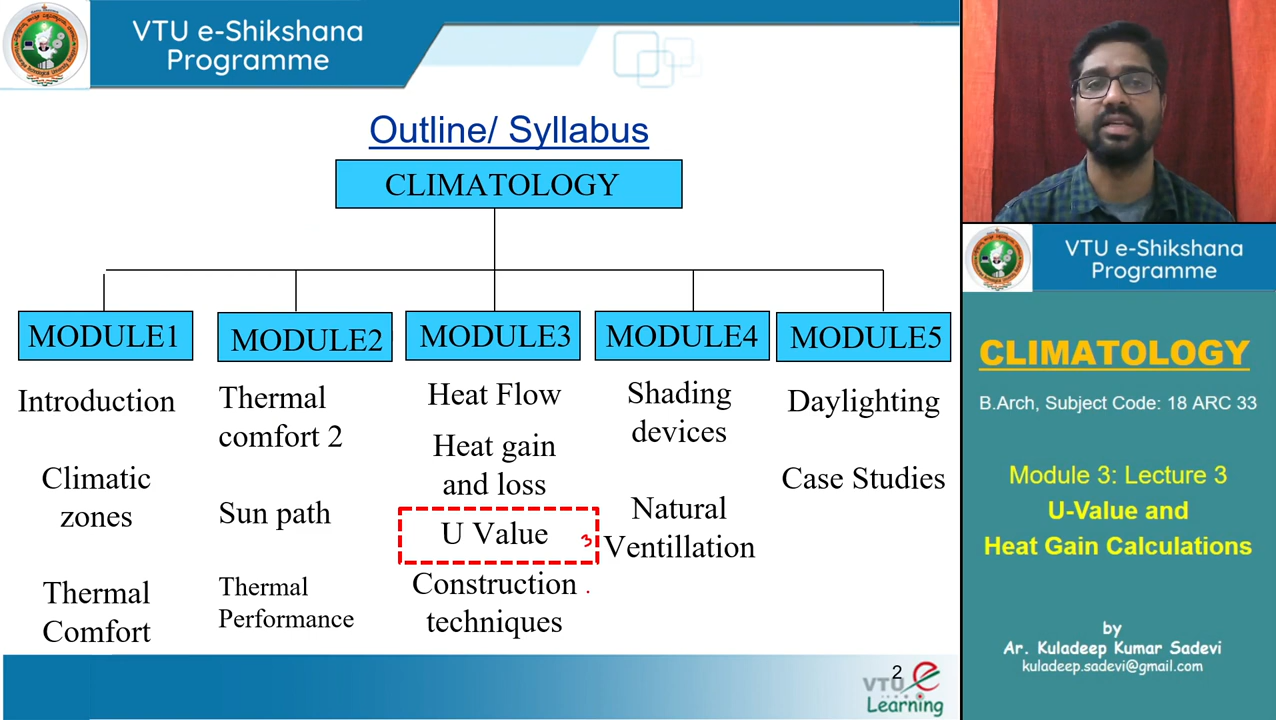 VTU e-Shikshana
Programme
Outline/ Syllabus
CLIMATOLOGY
MODULE1
MODULE2
MODULE3
MODULE4
MODULE5
Introduction
Climatic
zones
Thermal
Comfort
Thermal
comfort 2
Sun path
Thermal
Performance
Heat Flow
Heat gain
and loss
U Value 3
Construction
techniques
Shading
devices
Natural
Ventillation
Daylighting
Case Studies
2
VTU e
Learning
VTU e-Shikshana
Programme
CLIMATOLOGY
B.Arch, Subject Code: 18 ARC 33
Module 3: Lecture 3
U-Value and
Heat Gain Calculations
by
Ar. Kuladeep Kumar Sadevi
kuladeep.sadevi@gmail.com